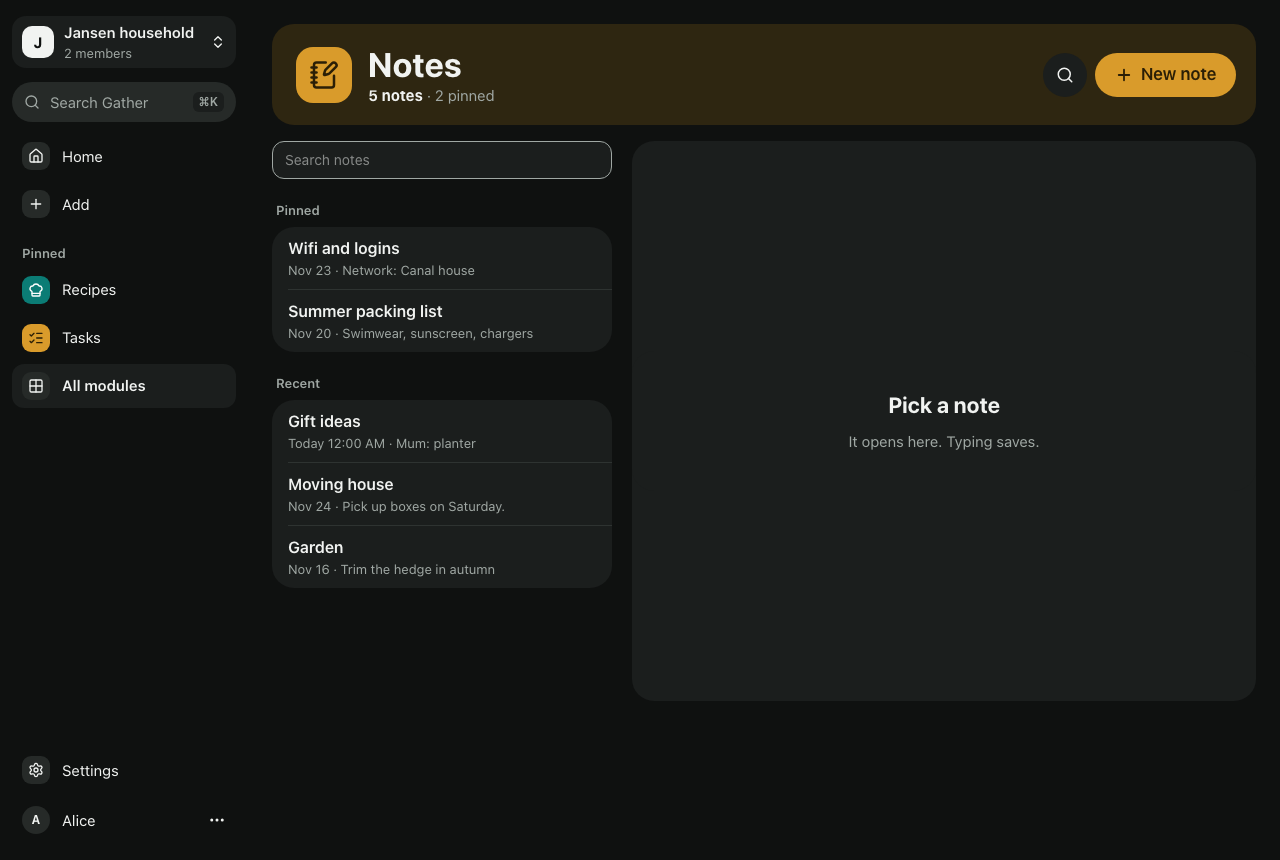 J
Jansen household
2 members
Search Gather
⌘K
Home
Add
Pinned
Recipes
Tasks
All modules
Settings
A
Alice
Notes
5 notes · 2 pinned
New note
Search notes
Pinned
Wifi and logins
Nov 23 · Network: Canal house
Summer packing list
Nov 20 · Swimwear, sunscreen, chargers
Recent
Gift ideas
Today 12:00 AM · Mum: planter
Moving house
Nov 24 · Pick up boxes on Saturday.
Garden
Nov 16 · Trim the hedge in autumn
Pick a note
It opens here. Typing saves.